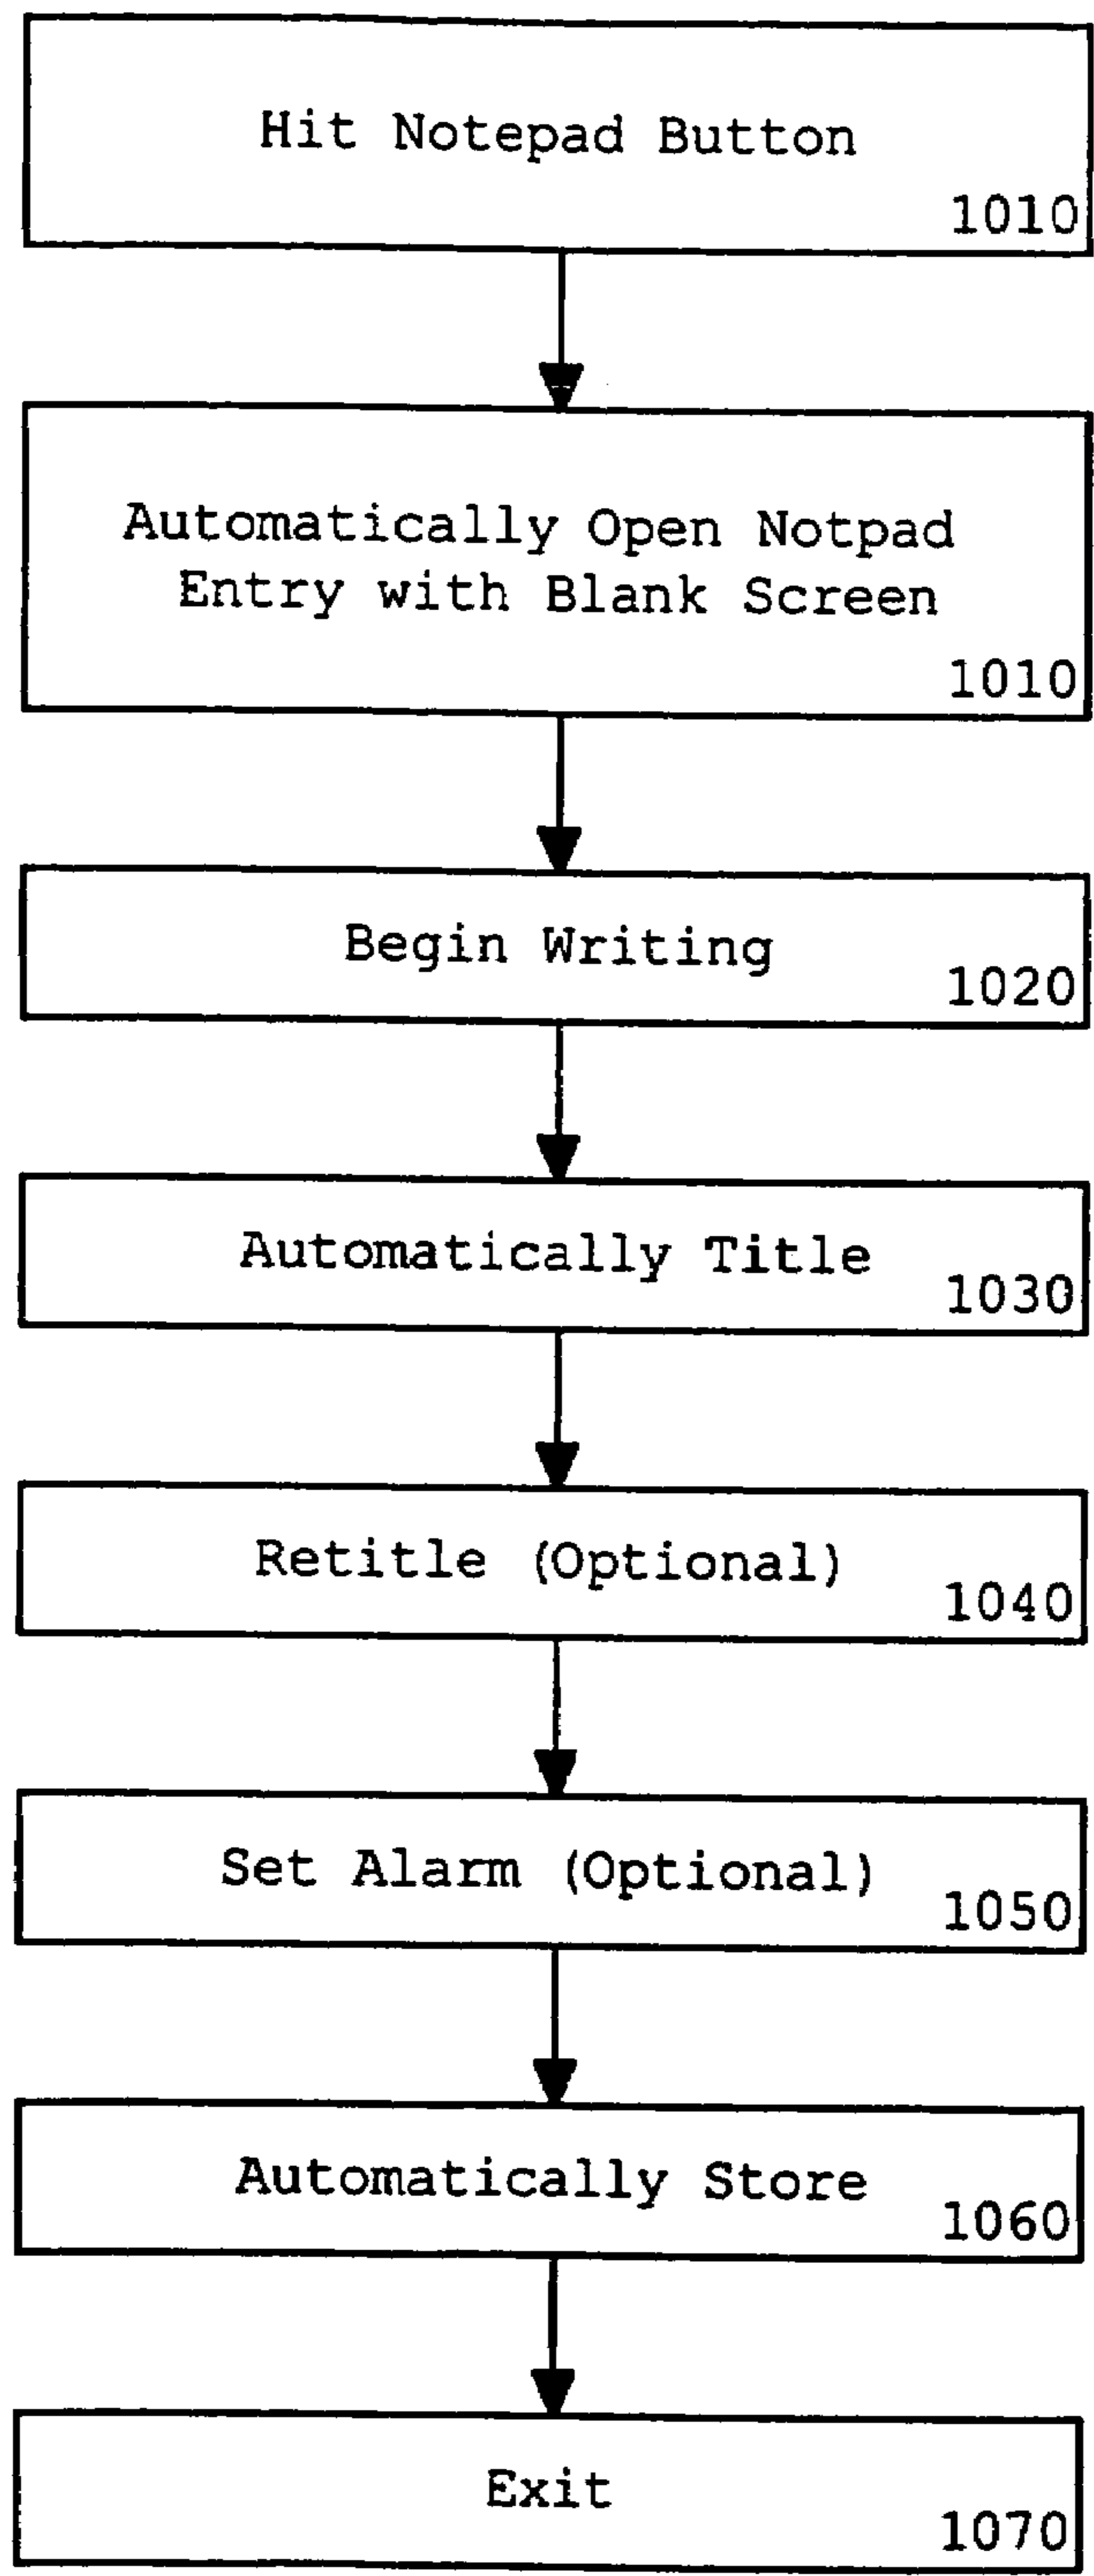 Hit Notepad Button
1010
Automatically Open Notpad
Entry with Blank Screen
1010
Begin Writing
1020
Automatically Title
1030
Retitle (Optional)
1040
Set Alarm (Optional)
1050
Automatically Store
1060
Exit
1070